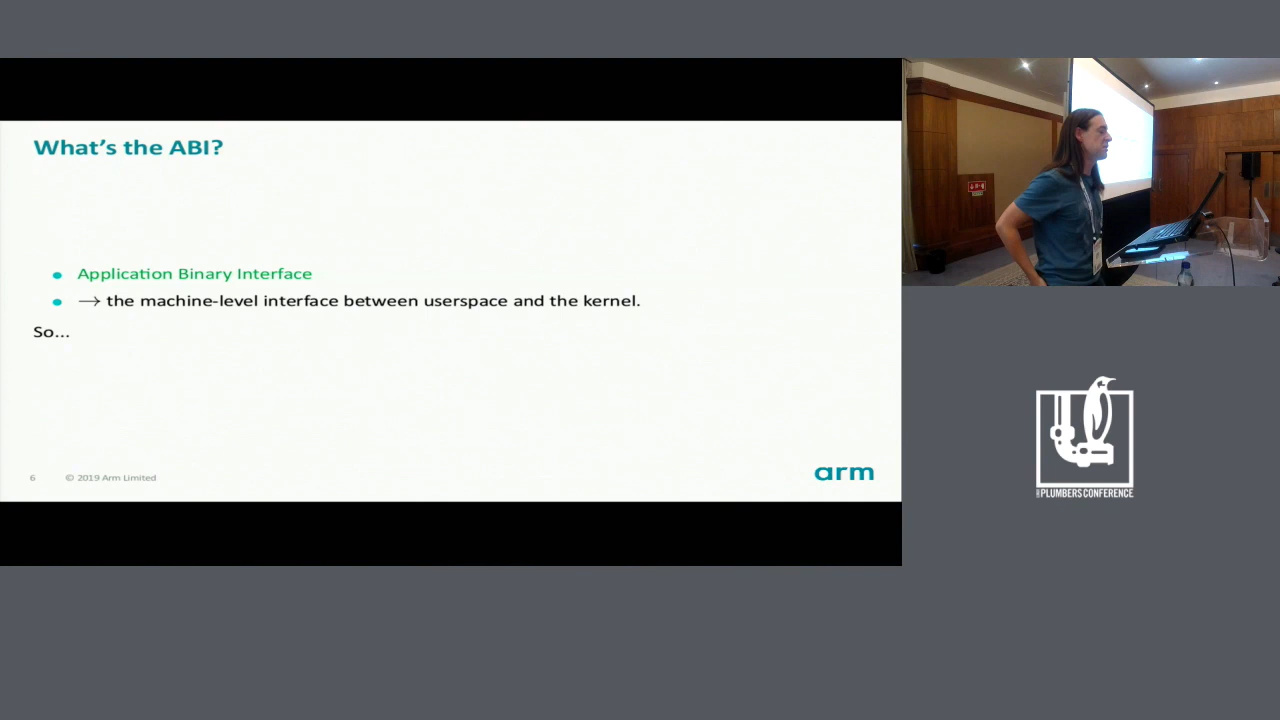 What's the ABI?
Application Binary Interface
→ the machine-level interface between userspace and the kernel.
So...
6 © 2019 Arm Limited
arm
PLUMBERS CONFERENCE